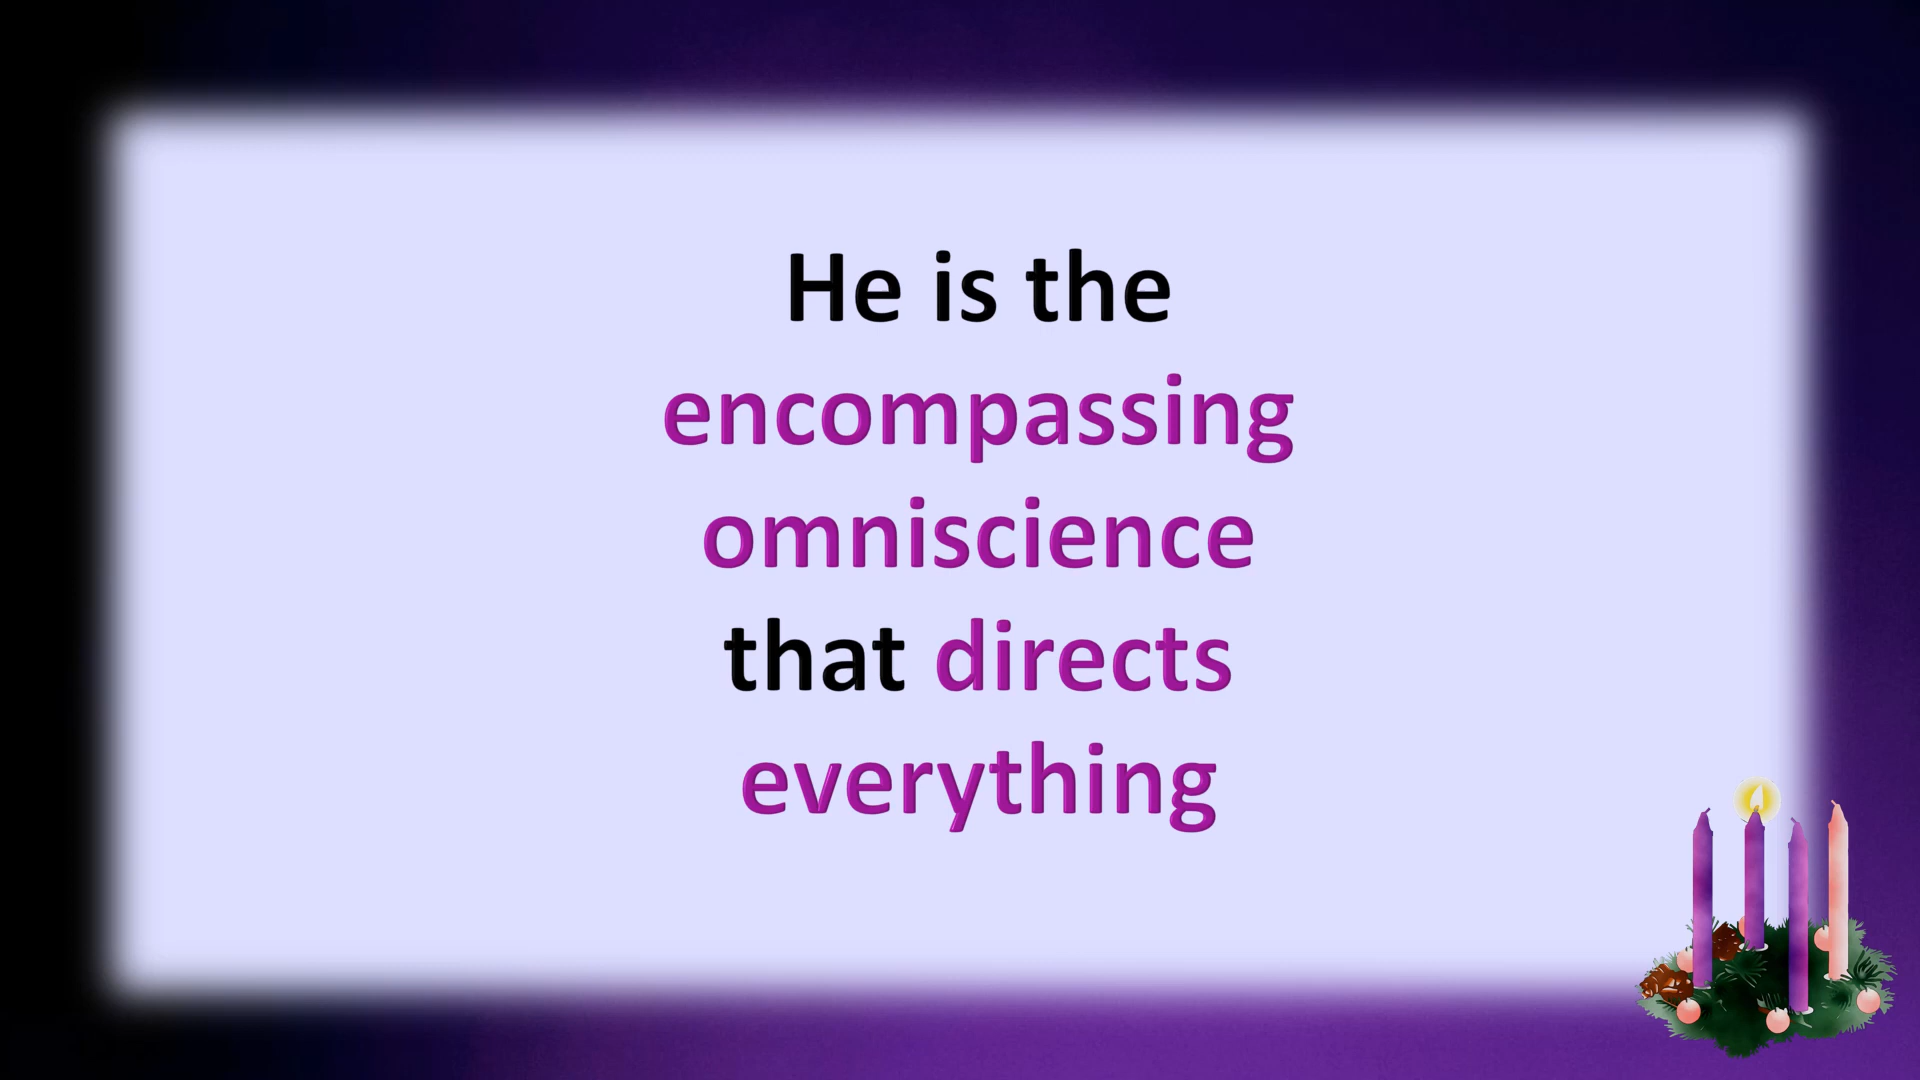 He is the
encompassing
omniscience
that directs
everything